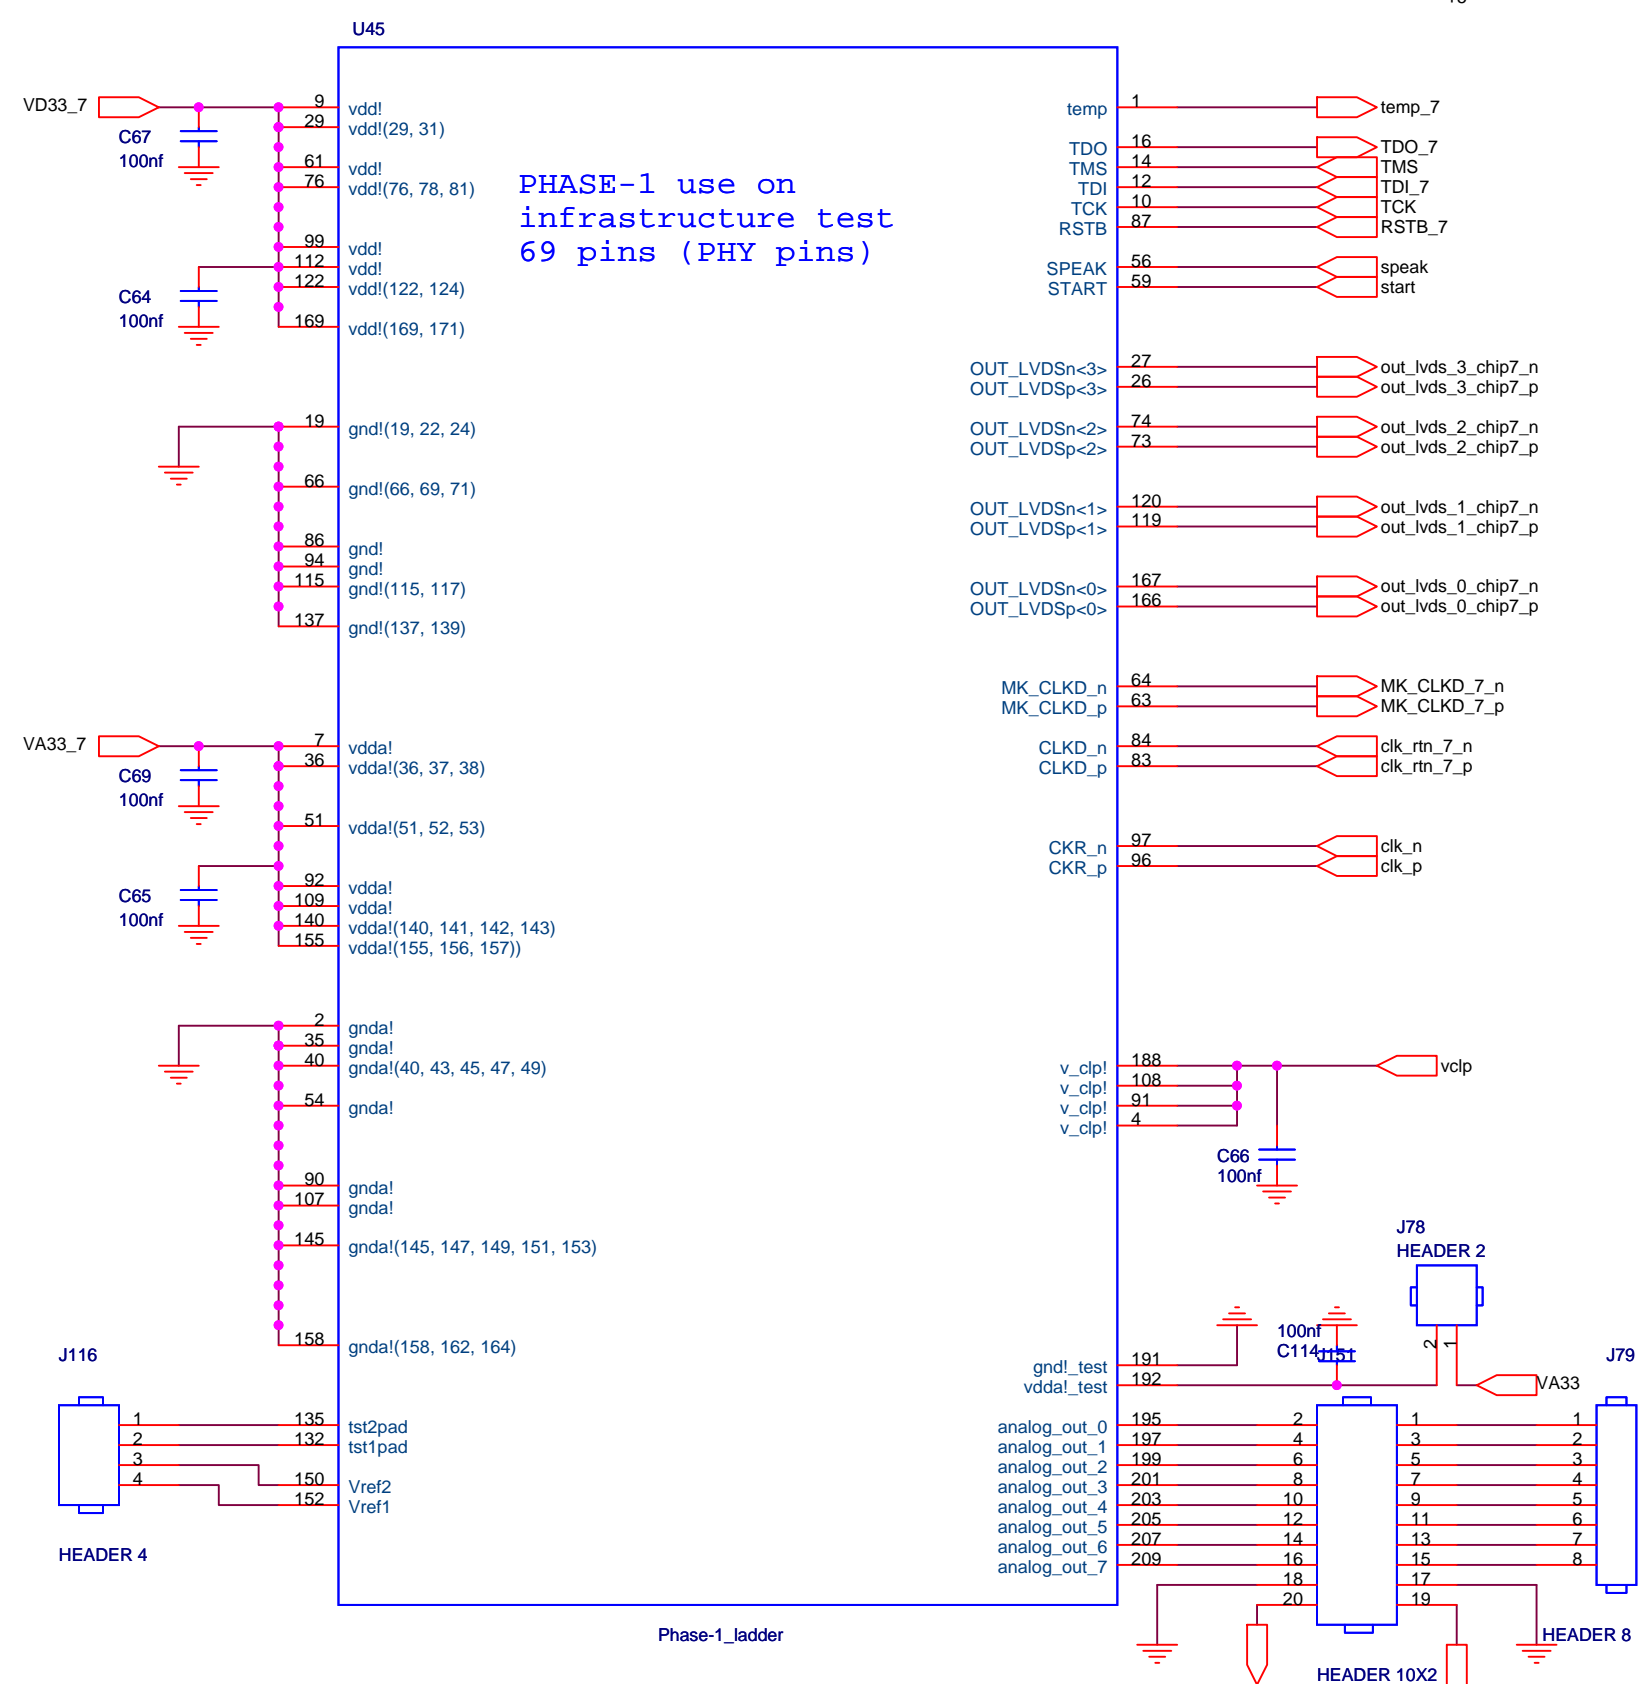 U45
VD33_7
C67
100nf
9 vdd!
29 vdd!(29, 31)
61 vdd!
76 vdd!(76, 78, 81)
99 vdd!
112 vdd!
122 vdd!(122, 124)
169 vdd!(169, 171)
C64
100nf
PHASE-1 use on
infrastructure test
69 pins (PHY pins)
19 gnd!(19, 22, 24)
66 gnd!(66, 69, 71)
86 gnd!
94 gnd!
115 gnd!(115, 117)
137 gnd!(137, 139)
VA33_7
C69
100nf
7 vdda!
36 vdda!(36, 37, 38)
51 vdda!(51, 52, 53)
C65
100nf
92 vdda!
109 vdda!
140 vdda!(140, 141, 142, 143)
155 vdda!(155, 156, 157))
2 gnda!
35 gnda!
40 gnda!(40, 43, 45, 47, 49)
54 gnda!
90 gnda!
107 gnda!
145 gnda!(145, 147, 149, 151, 153)
158 gnda!(158, 162, 164)
J116
1 135 tst2pad
2 132 tst1pad
3 150 Vref2
4 152 Vref1
HEADER 4
temp 1 temp_7
TDO 16 TDO_7
TMS 14 TMS
TDI 12 TDI_7
TCK 10 TCK
RSTB 87 RSTB_7
SPEAK 56 speak
START 59 start
OUT_LVDSn<3> 27 out_lvds_3_chip7_n
OUT_LVDSp<3> 26 out_lvds_3_chip7_p
OUT_LVDSn<2> 74 out_lvds_2_chip7_n
OUT_LVDSp<2> 73 out_lvds_2_chip7_p
OUT_LVDSn<1> 120 out_lvds_1_chip7_n
OUT_LVDSp<1> 119 out_lvds_1_chip7_p
OUT_LVDSn<0> 167 out_lvds_0_chip7_n
OUT_LVDSp<0> 166 out_lvds_0_chip7_p
MK_CLKD_n 64 MK_CLKD_7_n
MK_CLKD_p 63 MK_CLKD_7_p
CLKD_n 84 clk_rtn_7_n
CLKD_p 83 clk_rtn_7_p
CKR_n 97 clk_n
CKR_p 96 clk_p
v_clp! 188 vclp
v_clp! 108
v_clp! 91
v_clp! 4
C66
100nf
J78
HEADER 2
2 1
100nf
C114
J151
J79
gnd!_test 191
vdda!_test 192 VA33
analog_out_0 195 2 1 1
analog_out_1 197 4 3 2
analog_out_2 199 6 5 3
analog_out_3 201 8 7 4
analog_out_4 203 10 9 5
analog_out_5 205 12 11 6
analog_out_6 207 14 13 7
analog_out_7 209 16 15 8
18 17
20 19
Phase-1_ladder
HEADER 8
HEADER 10X2